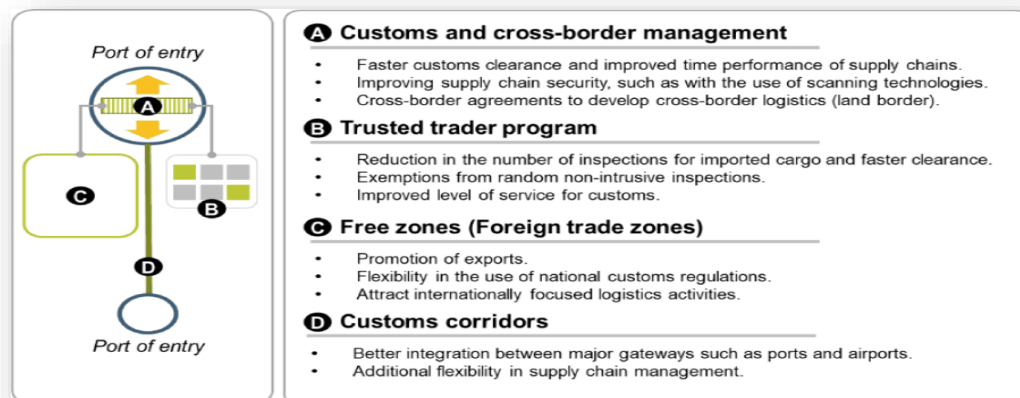 Port of entry
A
C
B
D
Port of entry
A Customs and cross-border management
• Faster customs clearance and improved time performance of supply chains.
• Improving supply chain security, such as with the use of scanning technologies.
• Cross-border agreements to develop cross-border logistics (land border).
B Trusted trader program
• Reduction in the number of inspections for imported cargo and faster clearance.
• Exemptions from random non-intrusive inspections.
• Improved level of service for customs.
C Free zones (Foreign trade zones)
• Promotion of exports.
• Flexibility in the use of national customs regulations.
• Attract internationally focused logistics activities.
D Customs corridors
• Better integration between major gateways such as ports and airports.
• Additional flexibility in supply chain management.